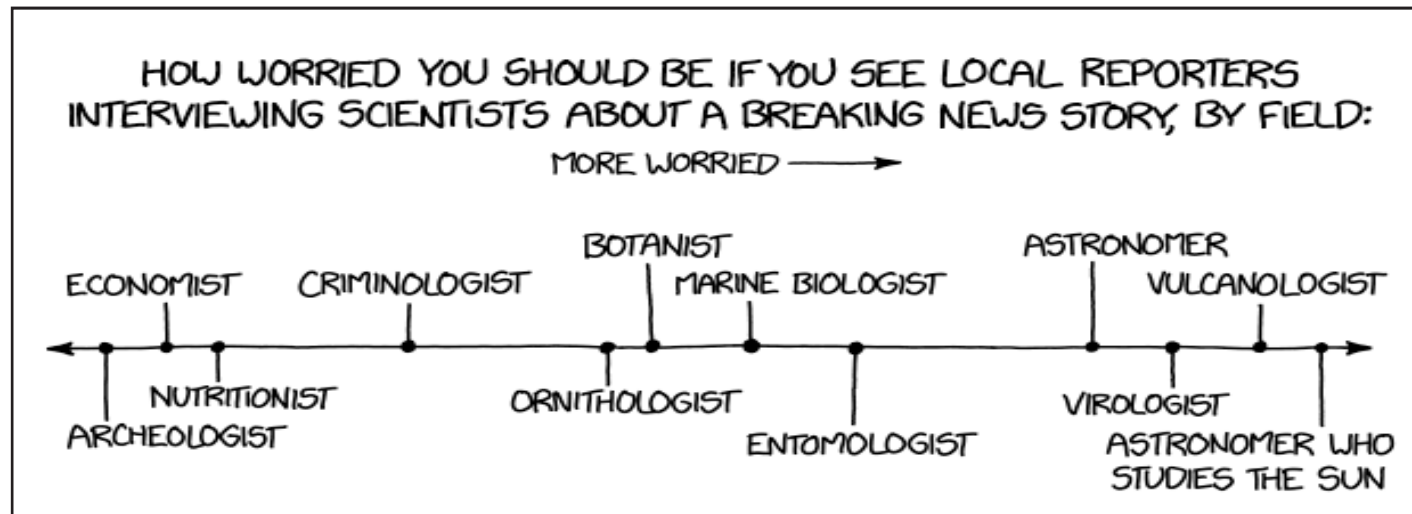 HOW WORRIED YOU SHOULD BE IF YOU SEE LOCAL REPORTERS
INTERVIEWING SCIENTISTS ABOUT A BREAKING NEWS STORY, BY FIELD:
MORE WORRIED
BOTANIST
ASTRONOMER
ECONOMIST
CRIMINOLOGIST
MARINE BIOLOGIST
VULCANOLOGIST
NUTRITIONIST
ORNITHOLOGIST
VIROLOGIST
ARCHEOLOGIST
ENTOMOLOGIST
ASTRONOMER WHO
STUDIES THE SUN